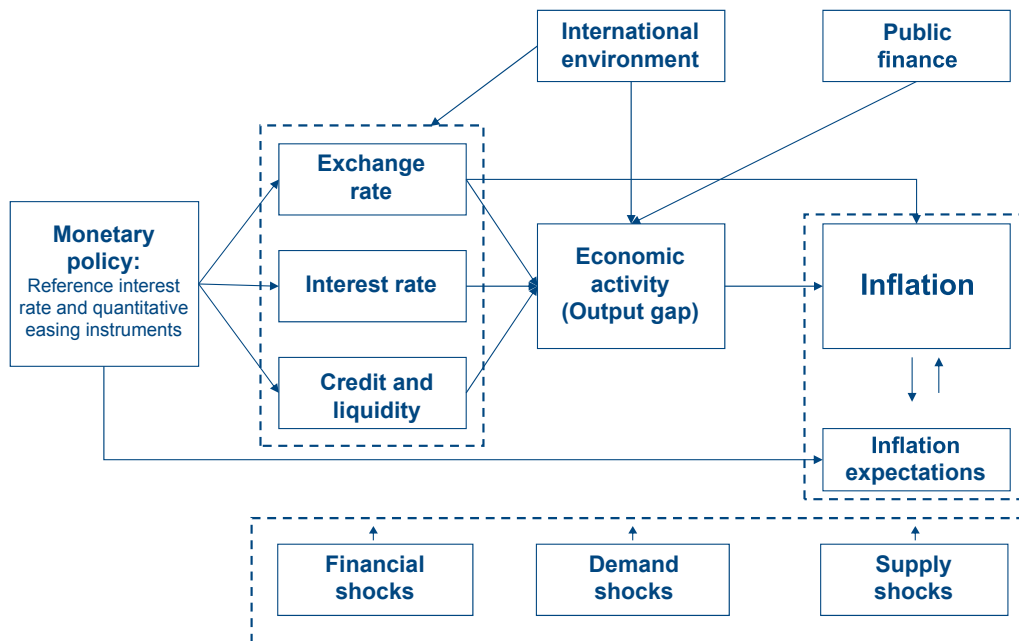 International
environment
Public
finance
Exchange
rate
Monetary
policy:
Reference interest
rate and quantitative
easing instruments
Interest rate
Economic
activity
(Output gap)
Inflation
Credit and
liquidity
Inflation
expectations
Financial
shocks
Demand
shocks
Supply
shocks